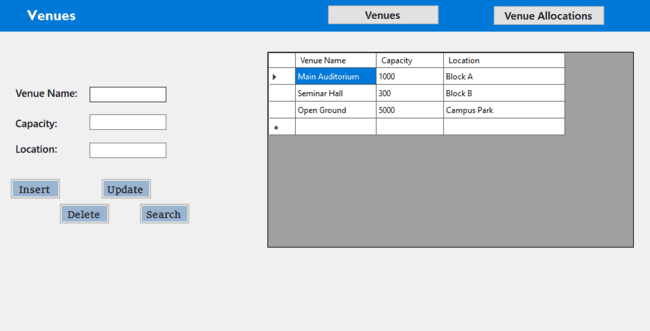 Venues
Venues
Venue Allocations
Venue Name:
Capacity:
Location:
Insert
Update
Delete
Search
Venue Name Capacity Location
Main Auditorium 1000 Block A
Seminar Hall 300 Block B
Open Ground 5000 Campus Park